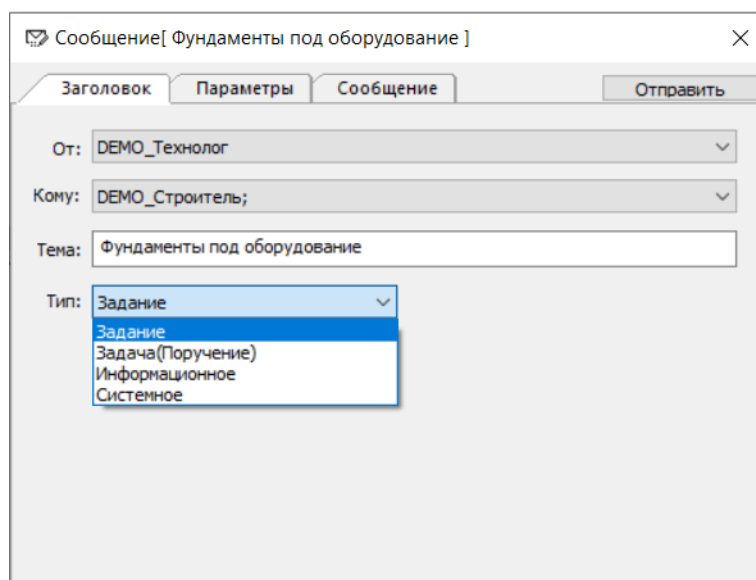 Сообщение[ Фундаменты под оборудование ]
Заголовок Параметры Сообщение Отправить
От: DEMO_Технолог
Кому: DEMO_Строитель;
Тема: Фундаменты под оборудование
Тип: Задание
Задание
Задача(Поручение)
Информационное
Системное